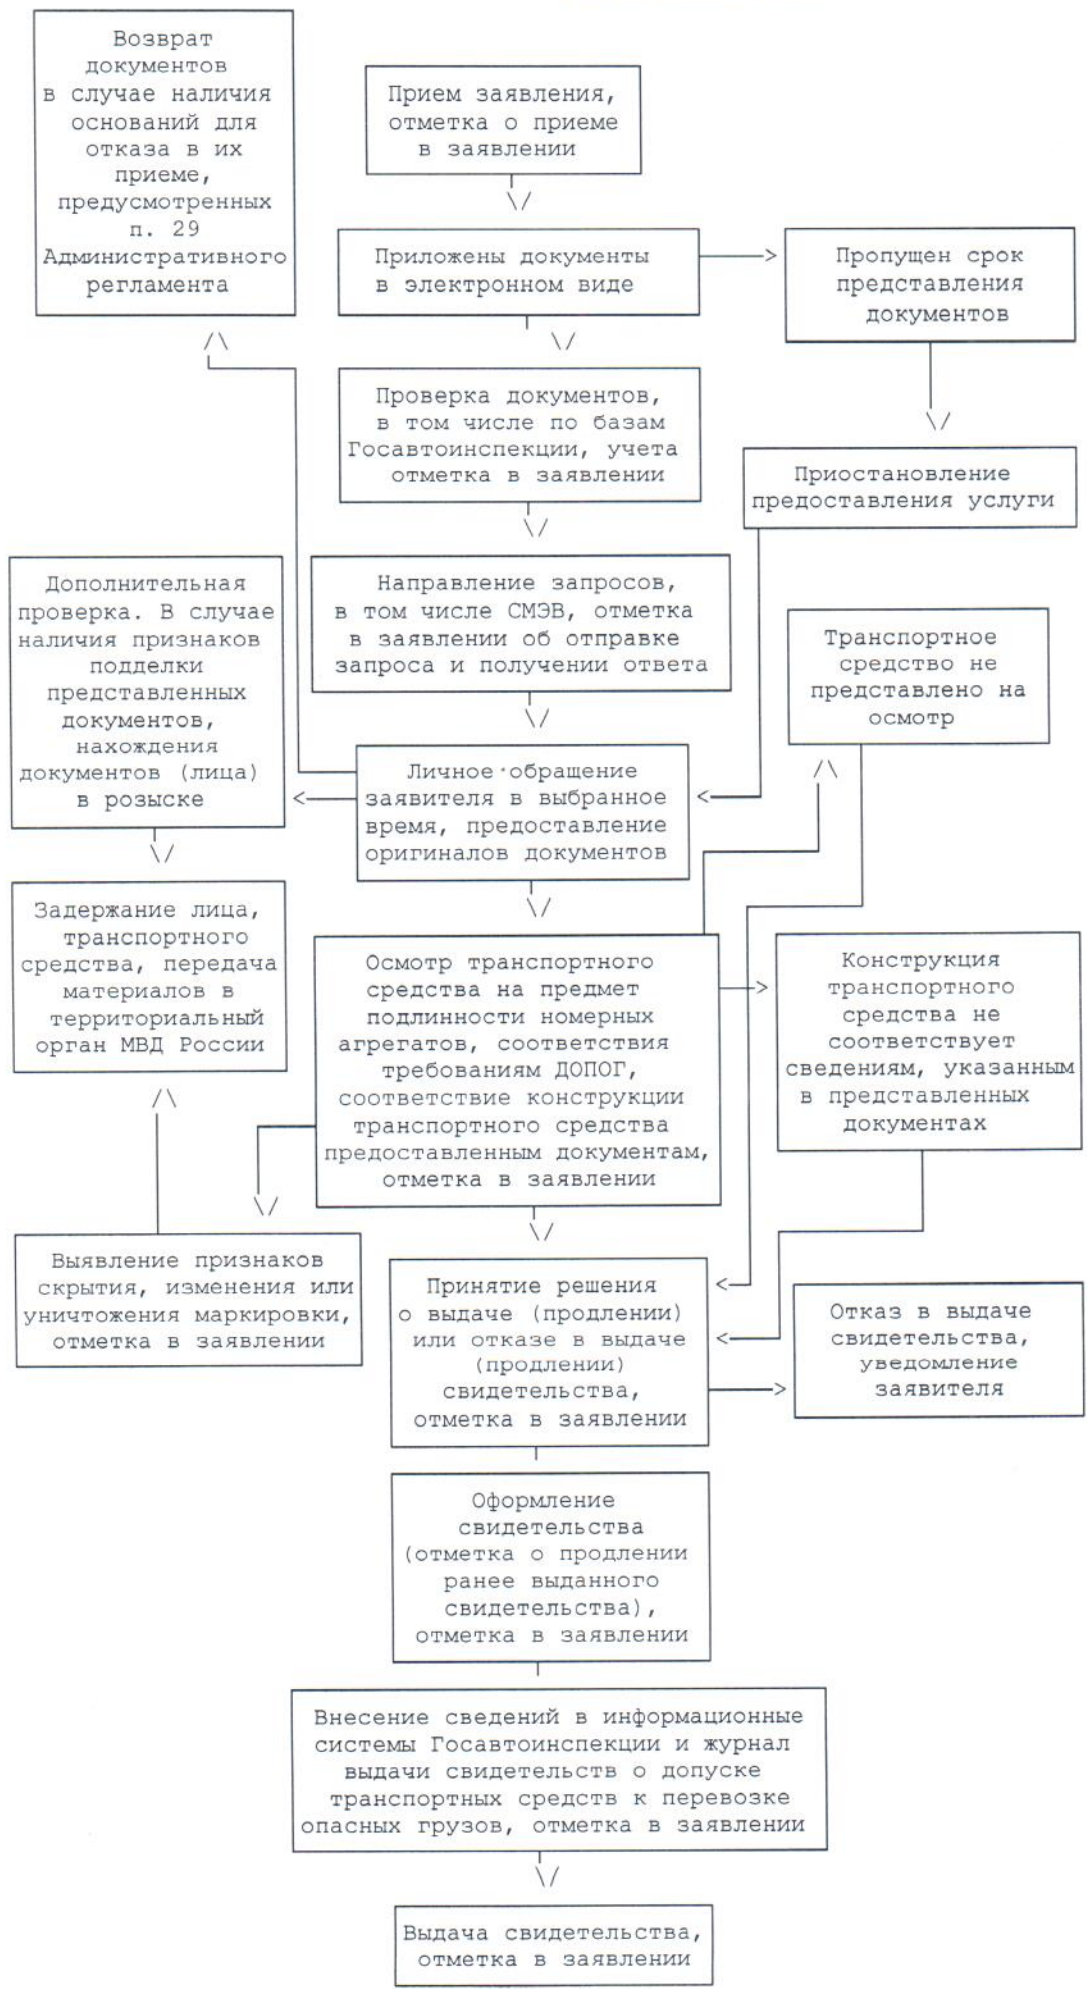 Возврат
документов
в случае наличия
оснований для
отказа в их
приеме,
предусмотренных
п. 29
Административного
регламента
Прием заявления,
отметка о приеме
в заявлении
Приложены документы
в электронном виде
Пропущен срок
представления
документов
Проверка документов,
в том числе по базам
Госавтоинспекции, учета
отметка в заявлении
Приостановление
предоставления услуги
Направление запросов,
в том числе СМЭВ, отметка
в заявлении об отправке
запроса и получении ответа
Дополнительная
проверка. В случае
наличия признаков
подделки
представленных
документов,
нахождения
документов (лица)
в розыске
Транспортное
средство не
представлено на
осмотр
Личное обращение
заявителя в выбранное
время, предоставление
оригиналов документов
Задержание лица,
транспортного
средства, передача
материалов в
территориальный
орган МВД России
Осмотр транспортного
средства на предмет
подлинности номерных
агрегатов, соответствия
требованиям ДОПОГ,
соответствие конструкции
транспортного средства
предоставленным документам,
отметка в заявлении
Конструкция
транспортного
средства не
соответствует
сведениям, указанным
в представленных
документах
Выявление признаков
скрытия, изменения или
уничтожения маркировки,
отметка в заявлении
Принятие решения
о выдаче (продлении)
или отказе в выдаче
(продлении)
свидетельства,
отметка в заявлении
Отказ в выдаче
свидетельства,
уведомление
заявителя
Оформление
свидетельства
(отметка о продлении
ранее выданного
свидетельства),
отметка в заявлении
Внесение сведений в информационные
системы Госавтоинспекции и журнал
выдачи свидетельств о допуске
транспортных средств к перевозке
опасных грузов, отметка в заявлении
Выдача свидетельства,
отметка в заявлении